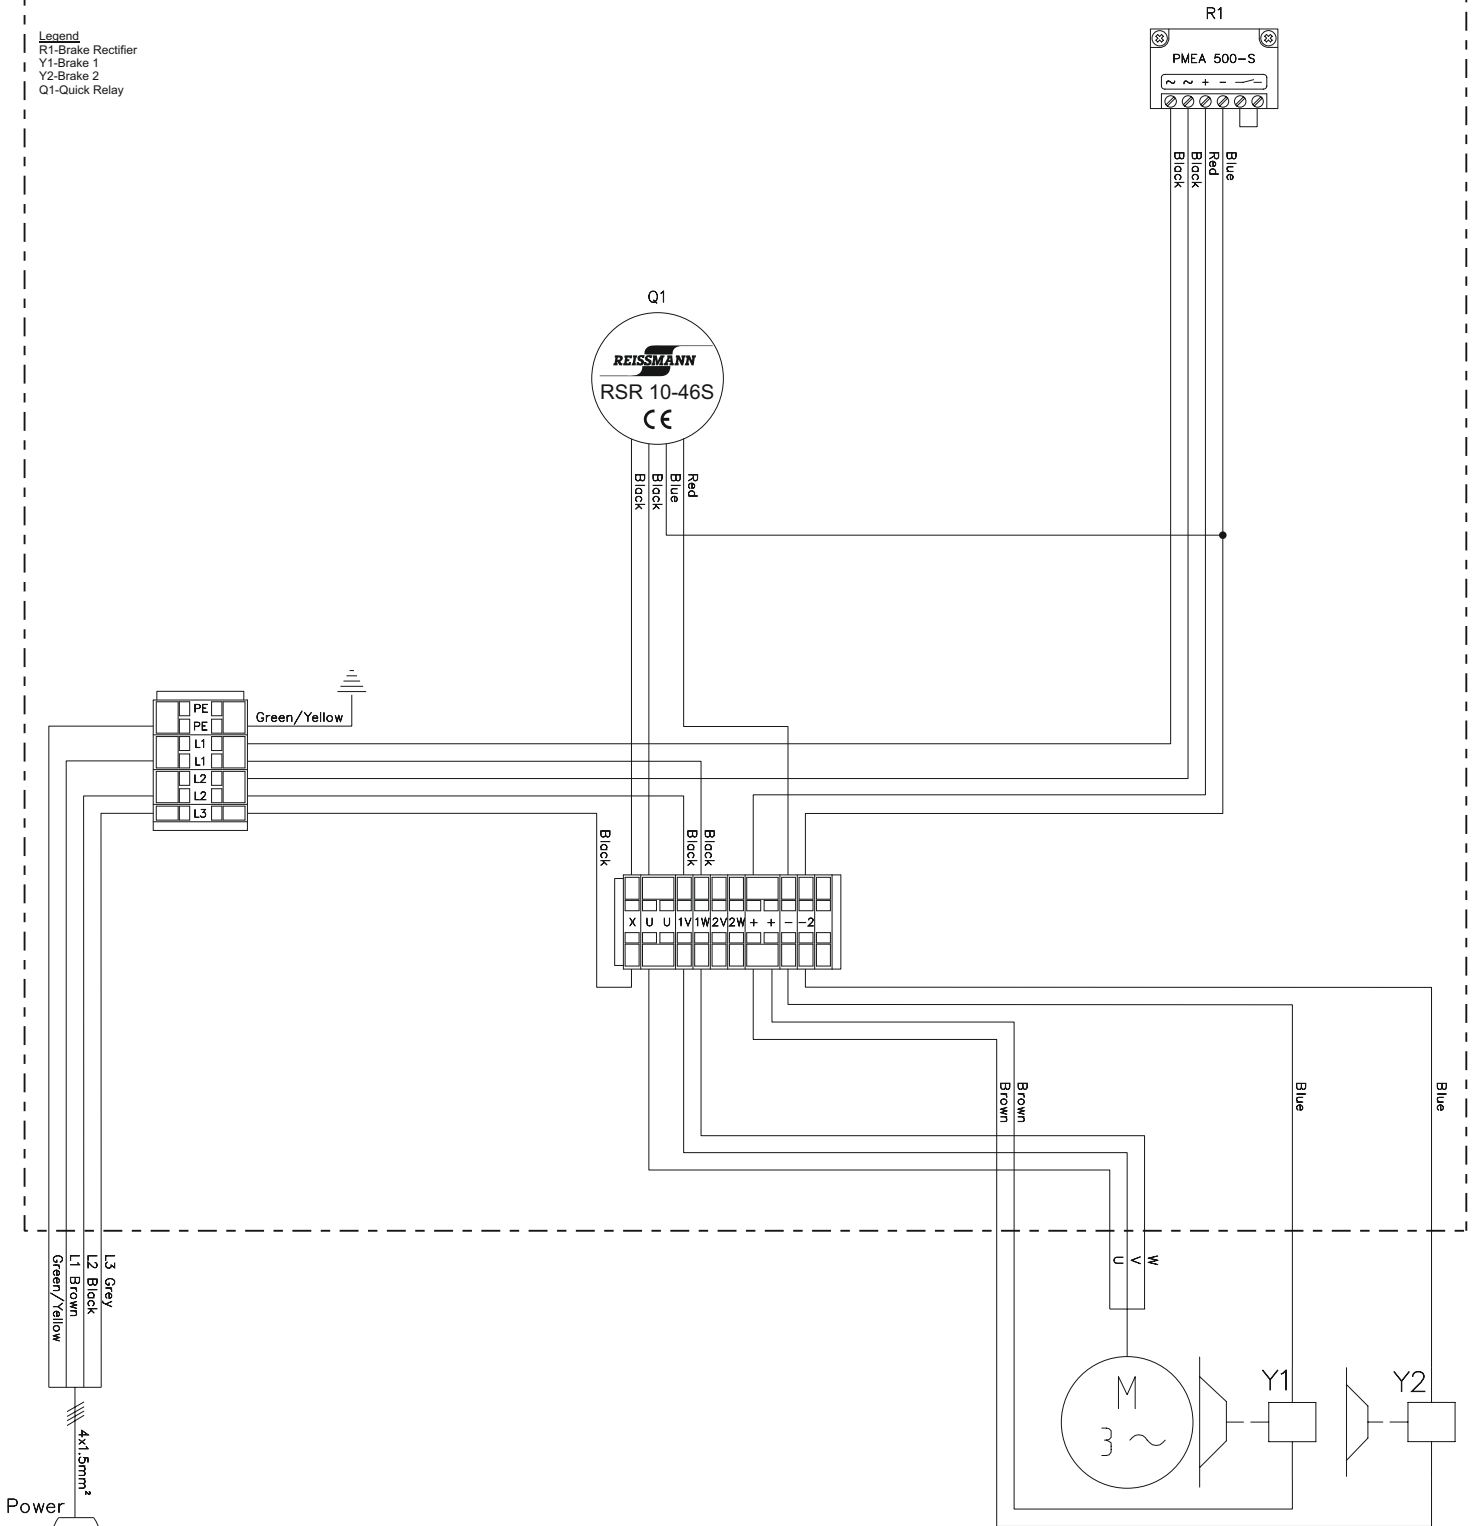 Legend
R1-Brake Rectifier
Y1-Brake 1
Y2-Brake 2
Q1-Quick Relay
R1
PMEA 500-S
~ ~ + -
Black
Black
Red
Blue
Q1
REISSMANN
RSR 10-46S
CE
Black
Black
Blue
Red
PE
PE
L1
L1
L2
L2
L3
Green/Yellow
Black
Black
Black
X U U 1V 1W 2V 2W + + - -2
Brown
Brown
Blue
Blue
Green/Yellow
L1 Brown
L2 Black
L3 Grey
U
V
W
M
3 ~
Y1
Y2
4x1.5mm²
Power